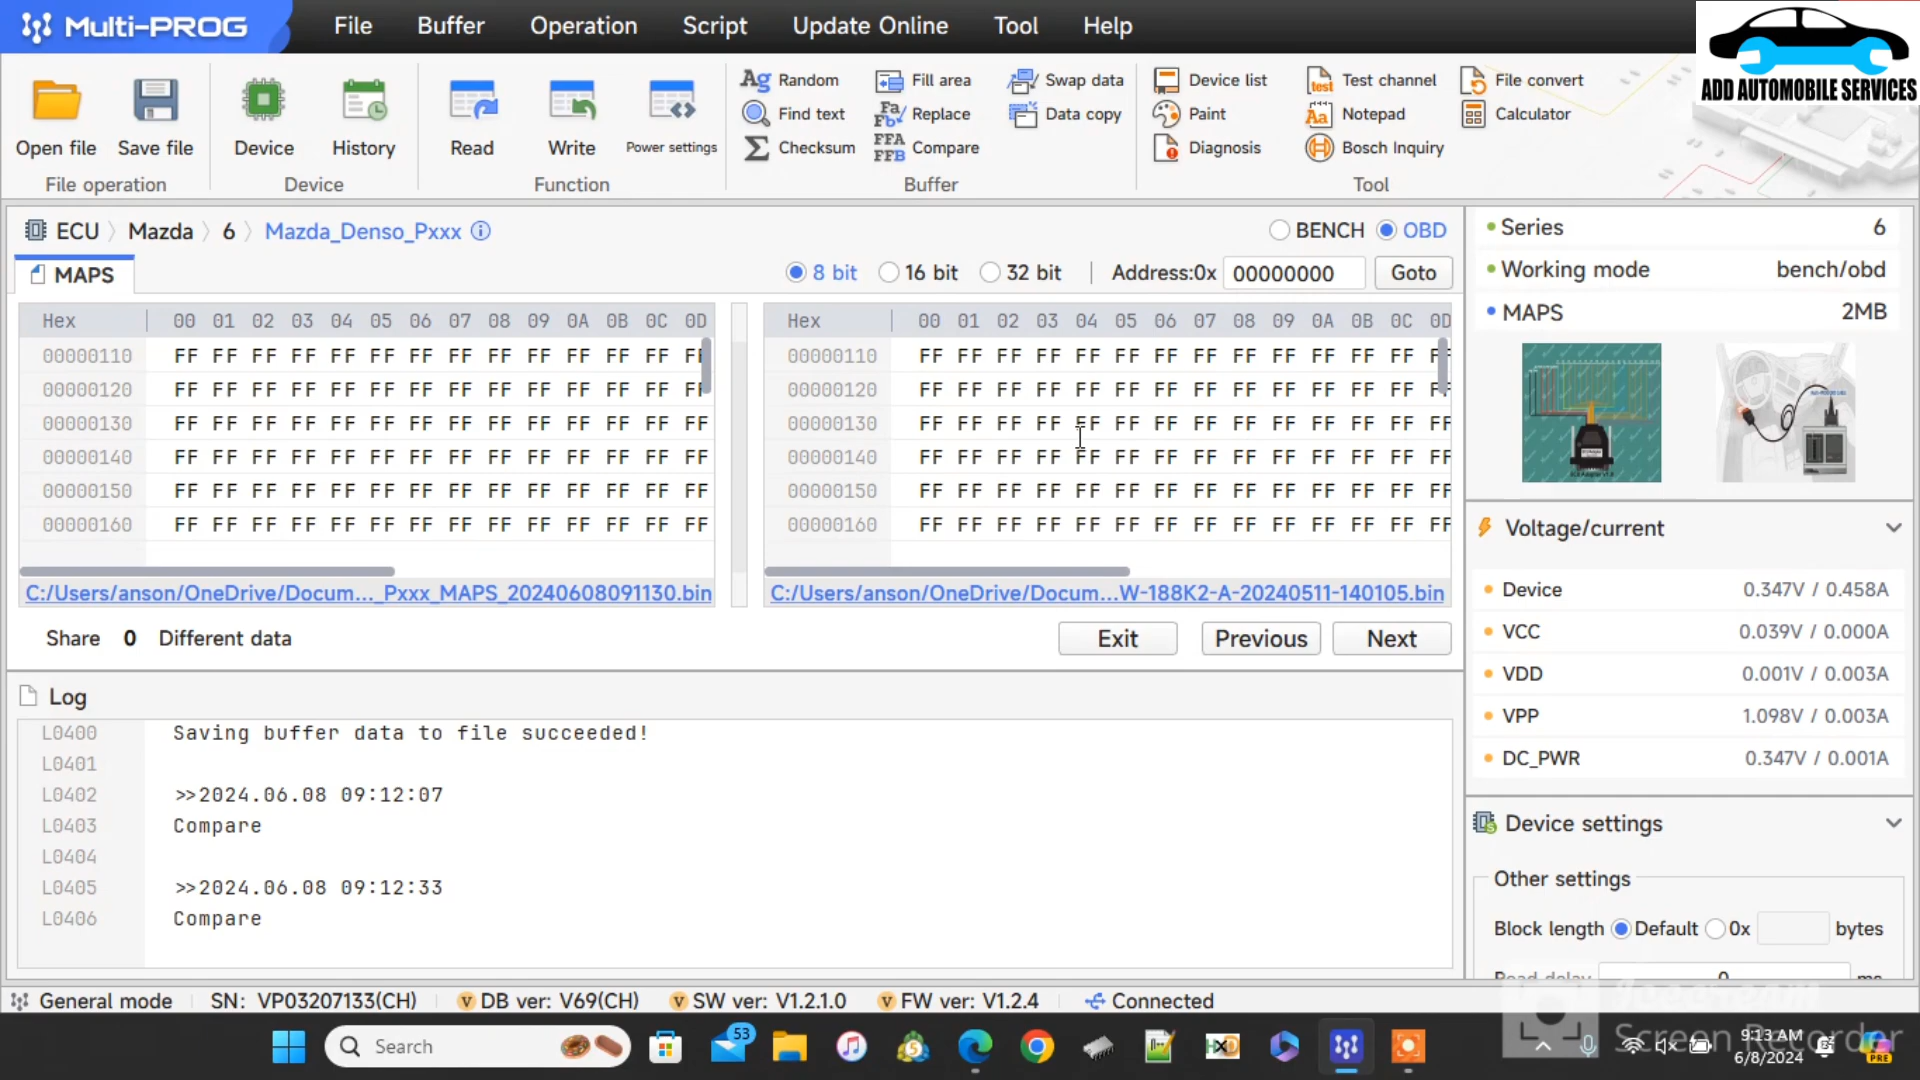 Multi-PROG File Buffer Operation Script Update Online Tool Help
ADD AUTOMOBILE SERVICES
Open file Save file
File operation
Device History
Device
Read Write Power settings
Function
Random Fill area Swap data
Find text Replace Data copy
Checksum Compare
Buffer
Device list Test channel File convert
Paint Notepad Calculator
Diagnosis Bosch Inquiry
Tool
ECU > Mazda > 6 > Mazda_Denso_Pxxx BENCH OBD
MAPS 8 bit 16 bit 32 bit | Address:0x 00000000 Goto
Hex 00 01 02 03 04 05 06 07 08 09 0A 0B 0C 0D
00000110 FF FF FF FF FF FF FF FF FF FF FF FF FF FF
00000120 FF FF FF FF FF FF FF FF FF FF FF FF FF FF
00000130 FF FF FF FF FF FF FF FF FF FF FF FF FF FF
00000140 FF FF FF FF FF FF FF FF FF FF FF FF FF FF
00000150 FF FF FF FF FF FF FF FF FF FF FF FF FF FF
00000160 FF FF FF FF FF FF FF FF FF FF FF FF FF FF
C:/Users/anson/OneDrive/Docum..._Pxxx_MAPS_20240608091130.bin
Hex 00 01 02 03 04 05 06 07 08 09 0A 0B 0C 0D
00000110 FF FF FF FF FF FF FF FF FF FF FF FF FF FF
00000120 FF FF FF FF FF FF FF FF FF FF FF FF FF FF
00000130 FF FF FF FF FF FF FF FF FF FF FF FF FF FF
00000140 FF FF FF FF FF FF FF FF FF FF FF FF FF FF
00000150 FF FF FF FF FF FF FF FF FF FF FF FF FF FF
00000160 FF FF FF FF FF FF FF FF FF FF FF FF FF FF
C:/Users/anson/OneDrive/Docum...W-188K2-A-20240511-140105.bin
Share 0 Different data Exit Previous Next
Log
L0400 Saving buffer data to file succeeded!
L0401
L0402 >>2024.06.08 09:12:07
L0403 Compare
L0404
L0405 >>2024.06.08 09:12:33
L0406 Compare
Series 6
Working mode bench/obd
MAPS 2MB
Voltage/current
Device 0.347V / 0.458A
VCC 0.039V / 0.000A
VDD 0.001V / 0.003A
VPP 1.098V / 0.003A
DC_PWR 0.347V / 0.001A
Device settings
Other settings
Block length Default 0x bytes
Read delay 0 ms
General mode SN: VP03207133(CH) DB ver: V69(CH) SW ver: V1.2.1.0 FW ver: V1.2.4 Connected
Search 53
Screen Recorder
9:13 AM
6/8/2024
PRE